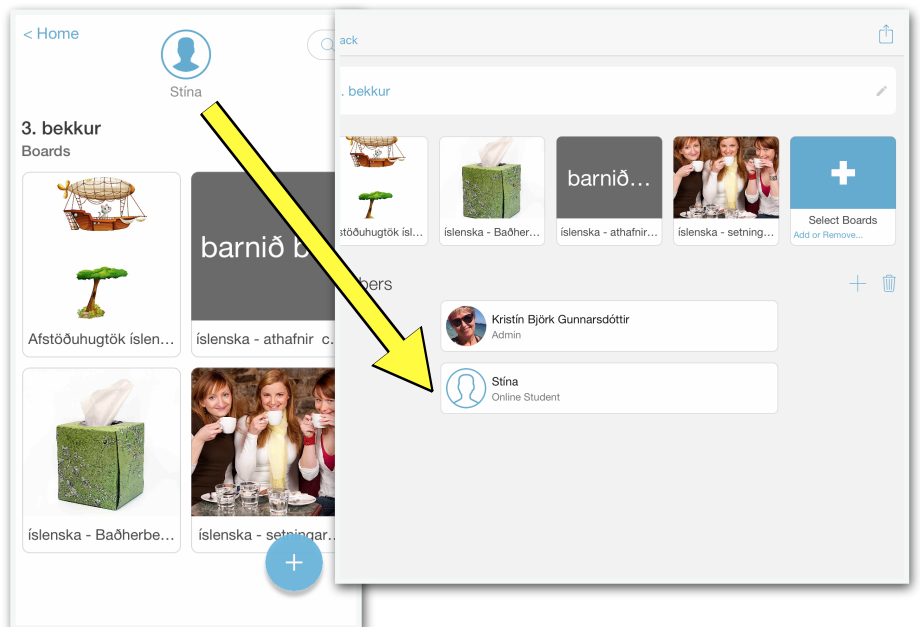 < Home
Stína
3. bekkur
Boards
barnið b
Afstöðuhugtök íslen...
íslenska - athafnir c.
íslenska - Baðherbe...
íslenska - setningar..
+
ack
. bekkur
barnið...
stöðuhugtök ísl...
íslenska - Baðher...
íslenska - athafnir...
íslenska - setning...
Select Boards
Add or Remove...
bers
Kristín Björk Gunnarsdóttir
Admin
Stína
Online Student